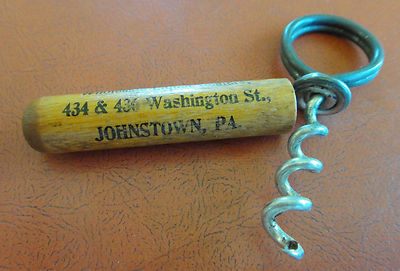 434 & 436 Washington St.,
JOHNSTOWN, PA.